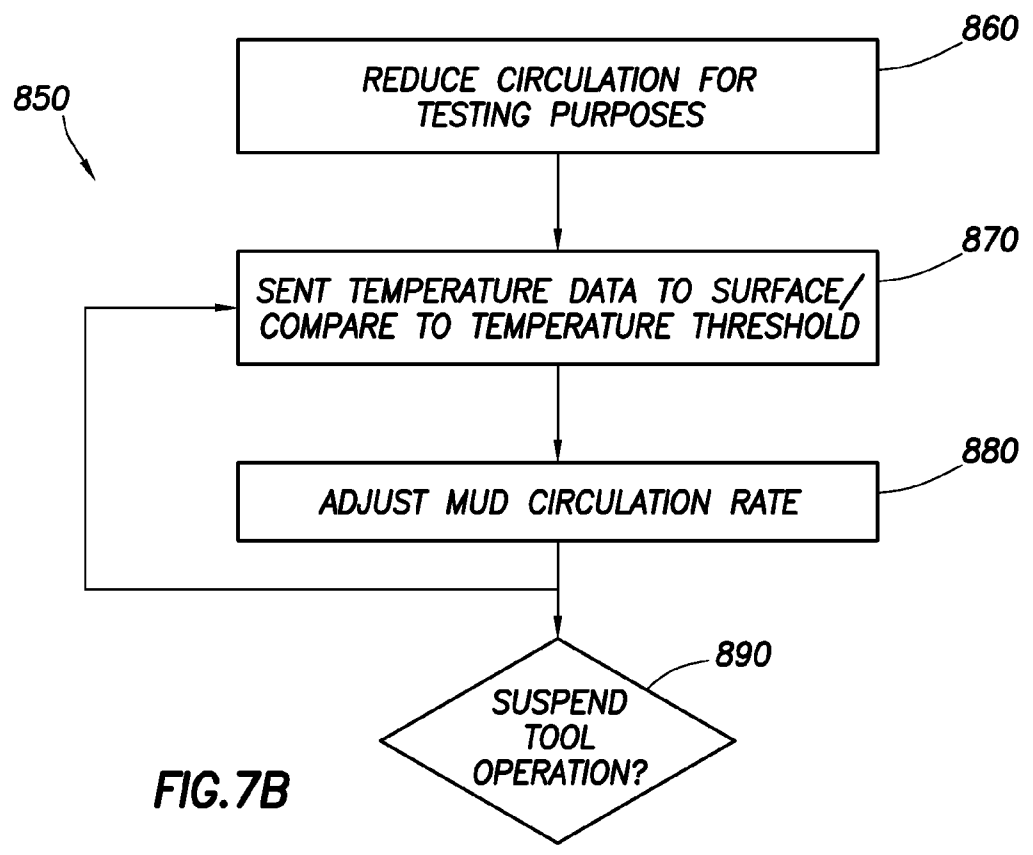 860
REDUCE CIRCULATION FOR
TESTING PURPOSES
850
870
SENT TEMPERATURE DATA TO SURFACE/
COMPARE TO TEMPERATURE THRESHOLD
880
ADJUST MUD CIRCULATION RATE
890
SUSPEND
TOOL
OPERATION?
FIG.7B